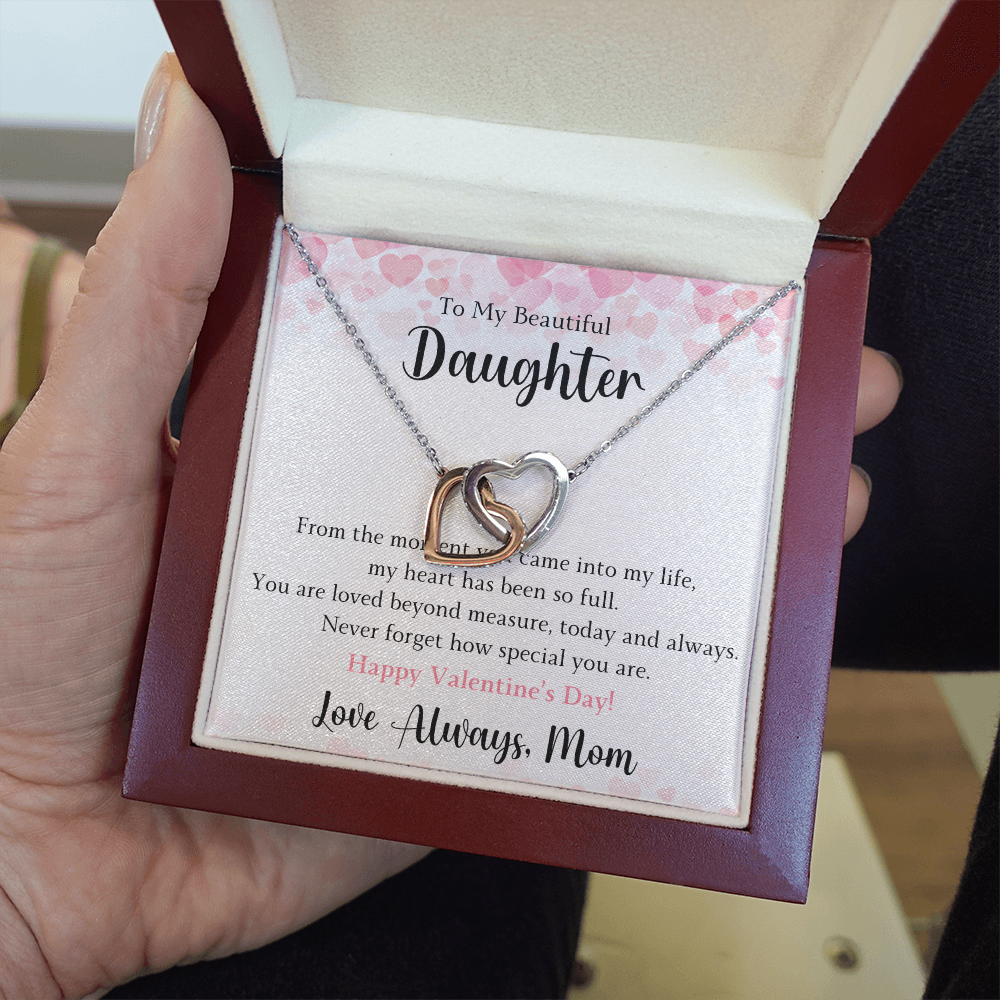 To My Beautiful
Daughter
From the moment you came into my life,
my heart has been so full.
You are loved beyond measure, today and always.
Never forget how special you are.
Happy Valentine's Day!
Love Always, Mom